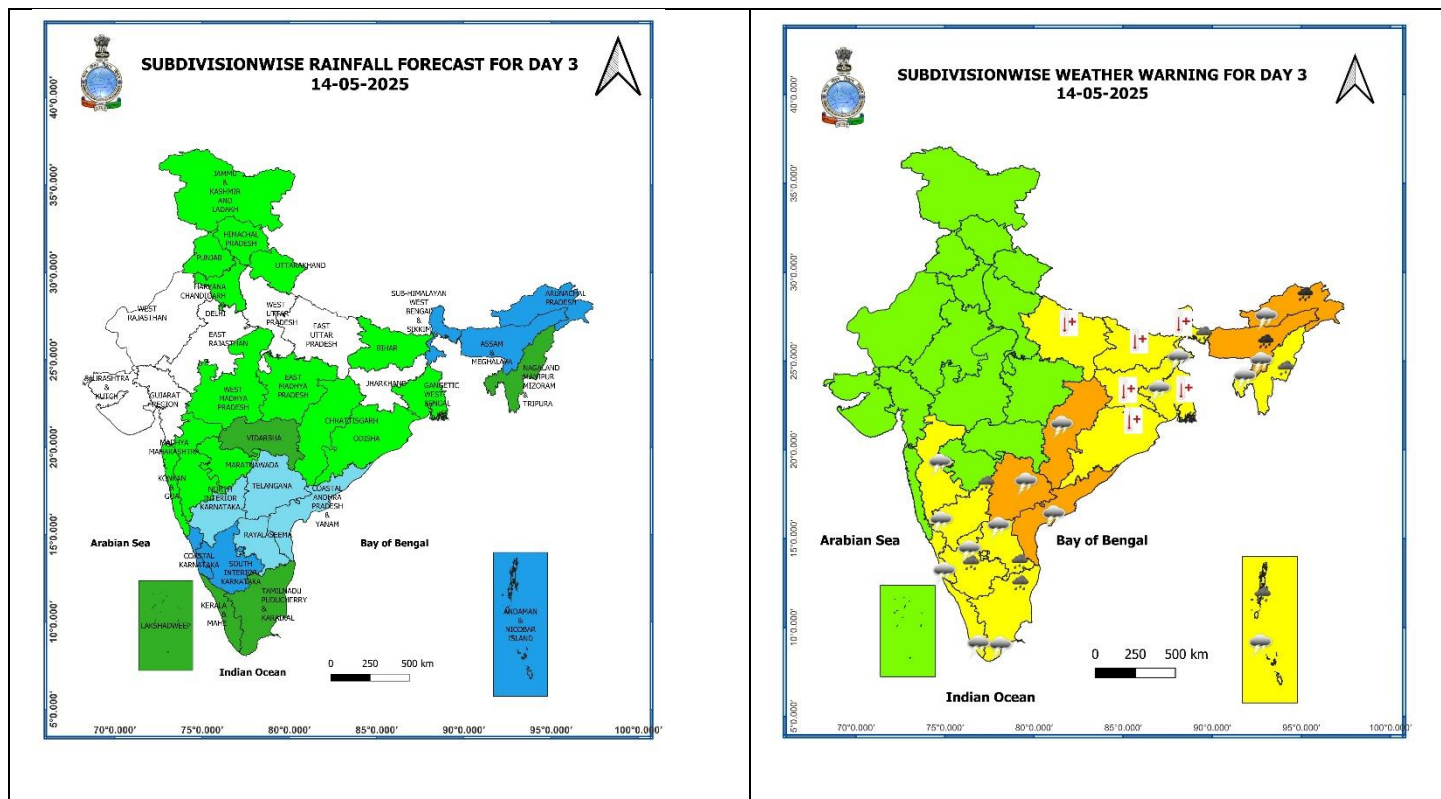 SUBDIVISIONWISE RAINFALL FORECAST FOR DAY 3
14-05-2025
40°0.000'
35°0.000'
30°0.000'
25°0.000'
20°0.000'
15°0.000'
10°0.000'
5°0.000'
JAMMU
&
KASHMIR
AND
LADAKH
HIMACHAL
PRADESH
PUNJAB
UTTARAKHAND
HARYANA
CHANDIGARH
DELHI
WEST
RAJASTHAN
WEST
UTTAR
PRADESH
EAST
RAJASTHAN
EAST
UTTAR
PRADESH
SUB-HIMALAYAN
WEST
BENGAL
&
SIKKIM
ARUNACHAL
PRADESH
ASSAM
&
MEGHALAYA
NAGALAND
MANIPUR
MIZORAM
&
TRIPURA
BIHAR
JHARKHAND
GANGETIC
WEST
BENGAL
SAURASHTRA
&
KUTCH
GUJARAT
REGION
WEST
MADHYA
PRADESH
EAST
MADHYA
PRADESH
CHHATTISGARH
ODISHA
VIDARBHA
MADHYA
MAHARASHTRA
MARATHAWADA
KONKAN
&
GOA
NORTH
INTERIOR
KARNATAKA
TELANGANA
COASTAL
ANDHRA
PRADESH
&
YANAM
RAYALASEEMA
COASTAL
KARNATAKA
SOUTH
INTERIOR
KARNATAKA
TAMILNADU
PUDUCHERRY
&
KARAIKAL
KERALA
&
MAHE
LAKSHADWEEP
ANDAMAN
&
NICOBAR
ISLAND
Arabian Sea
Bay of Bengal
Indian Ocean
0 250 500 km
70°0.000' 75°0.000' 80°0.000' 85°0.000' 90°0.000' 95°0.000' 100°0.000'
SUBDIVISIONWISE WEATHER WARNING FOR DAY 3
14-05-2025
40°0.000'
35°0.000'
30°0.000'
25°0.000'
20°0.000'
15°0.000'
10°0.000'
5°0.000'
Arabian Sea
Bay of Bengal
Indian Ocean
0 250 500 km
70°0.000' 75°0.000' 80°0.000' 85°0.000' 90°0.000' 95°0.000' 100°0.000'